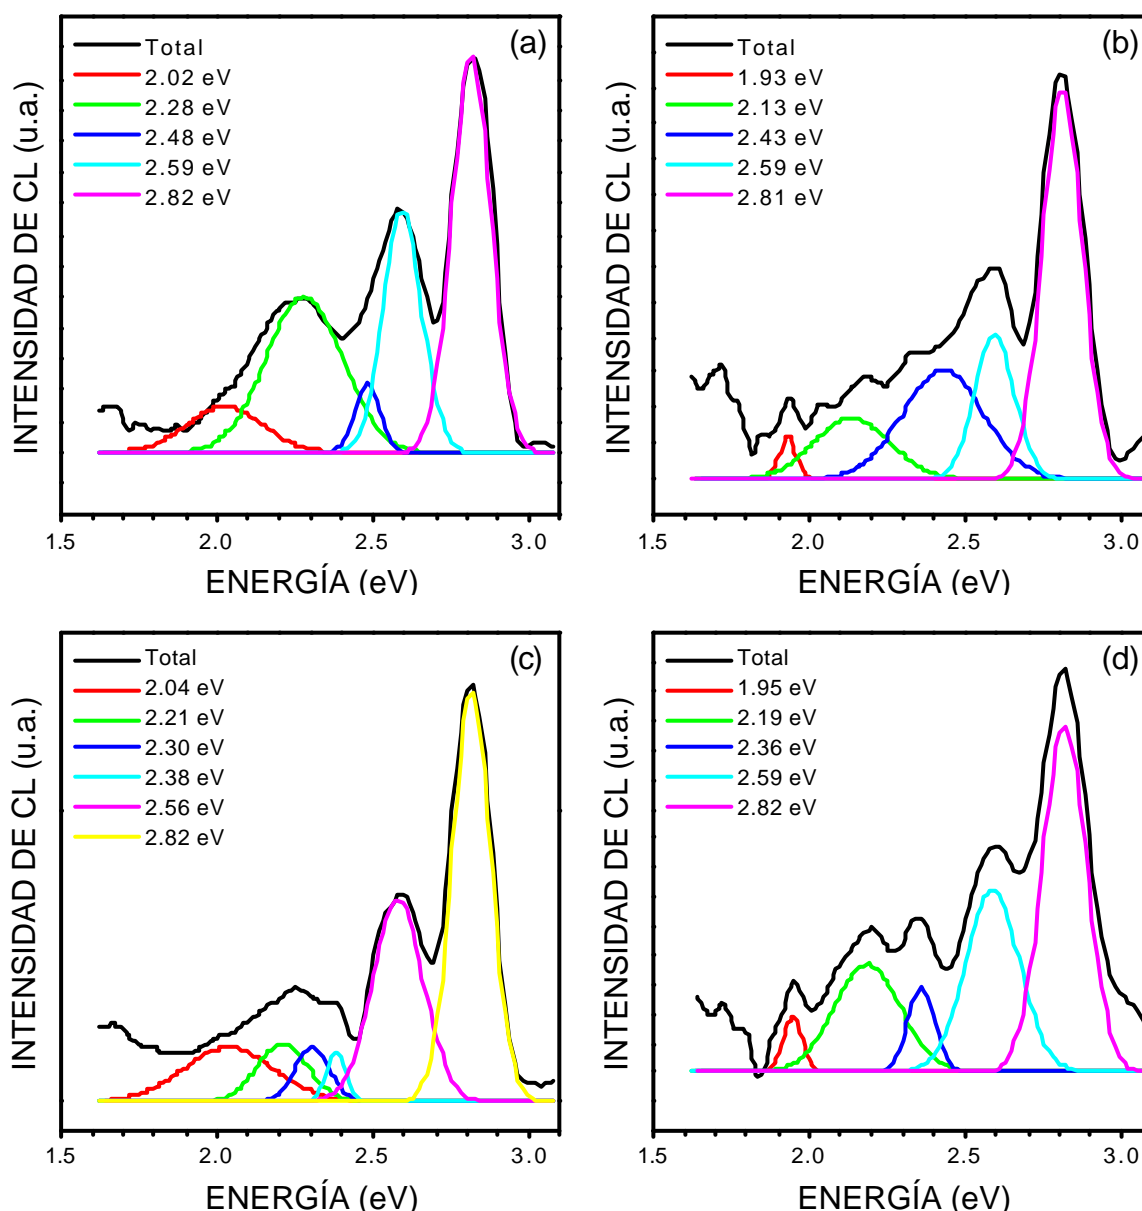 (a)
Total
2.02 eV
2.28 eV
2.48 eV
2.59 eV
2.82 eV
INTENSIDAD DE CL (u.a.)
1.5 2.0 2.5 3.0
ENERGÍA (eV)
(b)
Total
1.93 eV
2.13 eV
2.43 eV
2.59 eV
2.81 eV
INTENSIDAD DE CL (u.a.)
1.5 2.0 2.5 3.0
ENERGÍA (eV)
(c)
Total
2.04 eV
2.21 eV
2.30 eV
2.38 eV
2.56 eV
2.82 eV
INTENSIDAD DE CL (u.a.)
1.5 2.0 2.5 3.0
ENERGÍA (eV)
(d)
Total
1.95 eV
2.19 eV
2.36 eV
2.59 eV
2.82 eV
INTENSIDAD DE CL (u.a.)
1.5 2.0 2.5 3.0
ENERGÍA (eV)